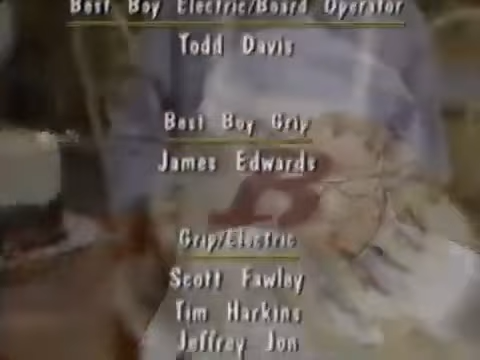 Best Boy Electric/Board Operator
Todd Davis
Best Boy Grip
James Edwards
Grip/Electric
Scott Fawley
Tim Harkins
Jeffrey Jon